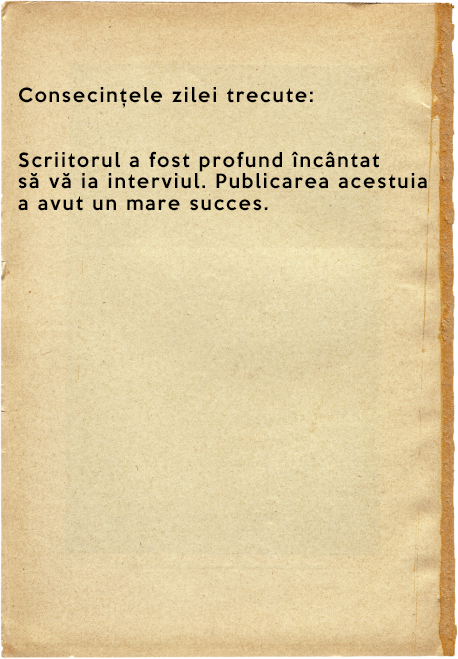 Consecințele zilei trecute:
Scriitorul a fost profund încântat
să vă ia interviul. Publicarea acestuia
a avut un mare succes.